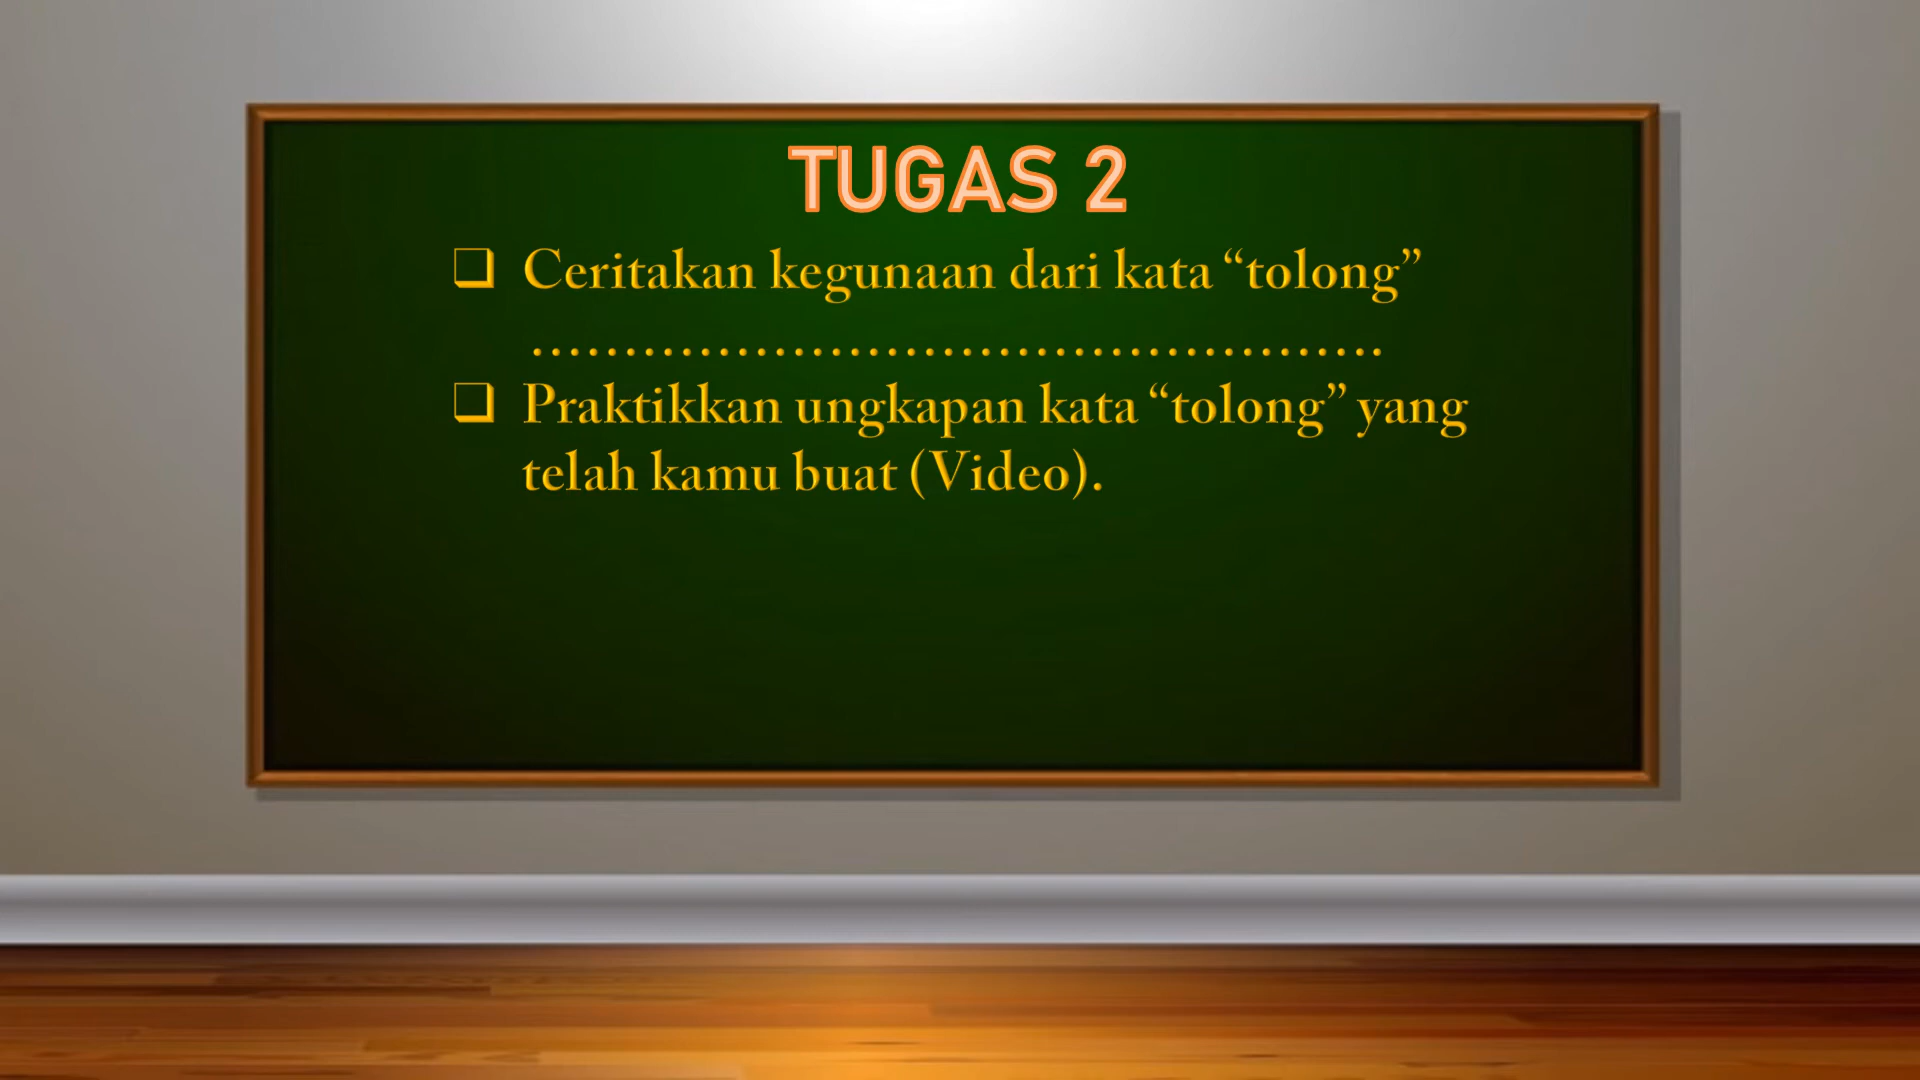 TUGAS 2
❑ Ceritakan kegunaan dari kata “tolong”
...............................................
❑ Praktikkan ungkapan kata “tolong” yang
telah kamu buat (Video).